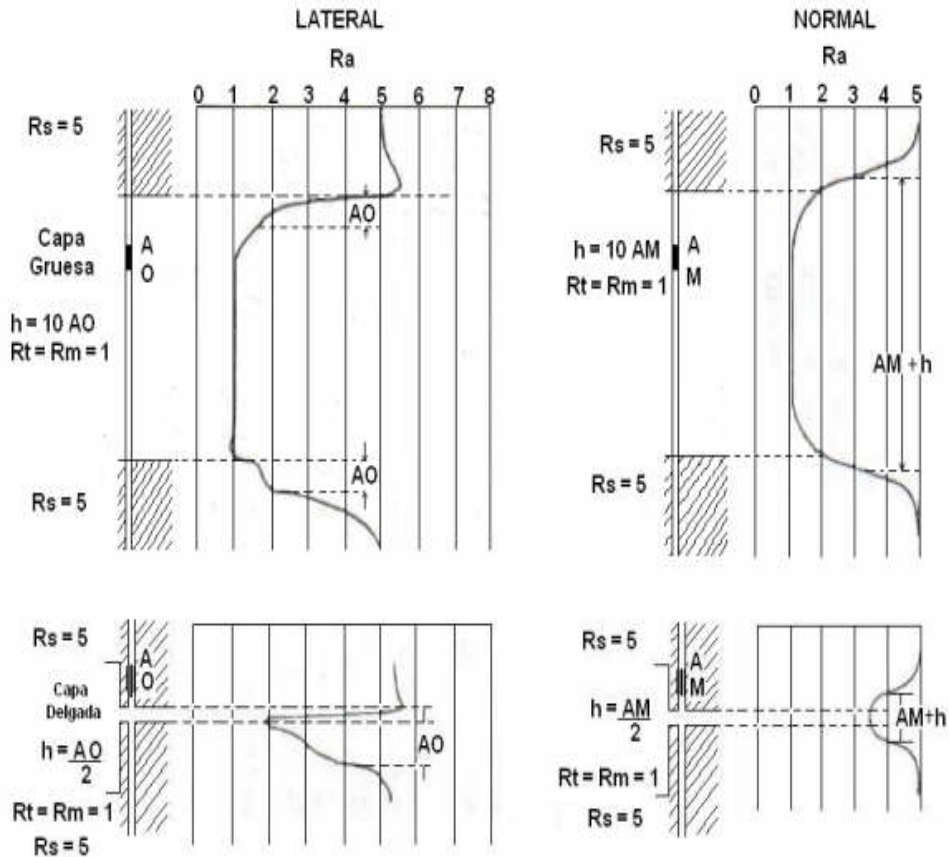 LATERAL
Ra
0 1 2 3 4 5 6 7 8
Rs = 5
AO
Capa
Gruesa
A
O
h = 10 AO
Rt = Rm = 1
AO
Rs = 5
NORMAL
Ra
0 1 2 3 4 5
Rs = 5
h = 10 AM
Rt = Rm = 1
A
M
AM + h
Rs = 5
Rs = 5
A
O
Capa
Delgada
h = AO
2
AO
Rt = Rm = 1
Rs = 5
Rs = 5
A
M
h = AM
2
AM+h
Rt = Rm = 1
Rs = 5